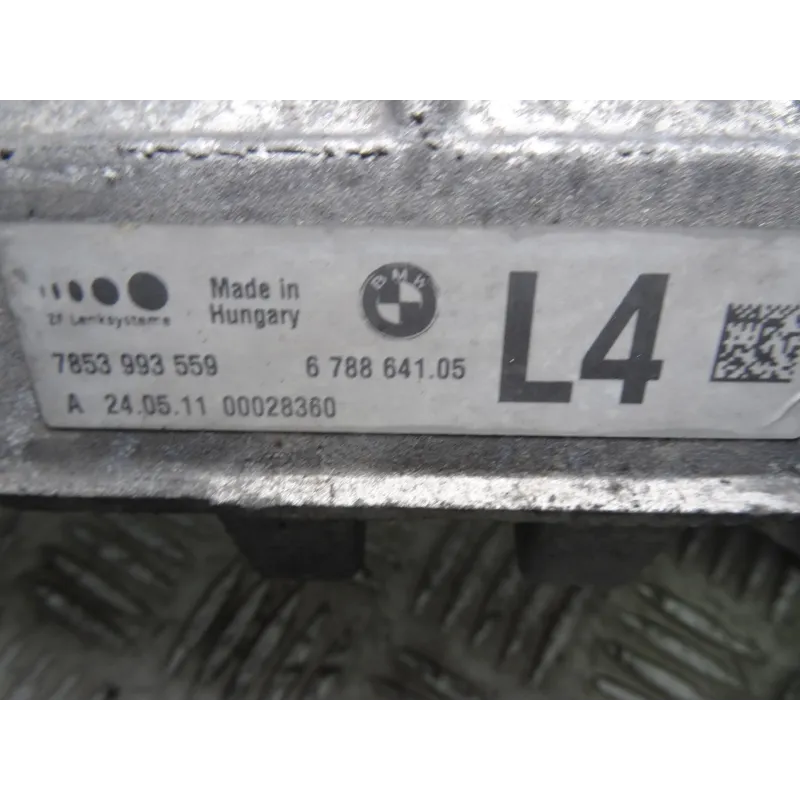 ZF Lenksysteme
Made in
Hungary
BMW
L4
7853 993 559 6 788 641.05
A 24.05.11 00028360